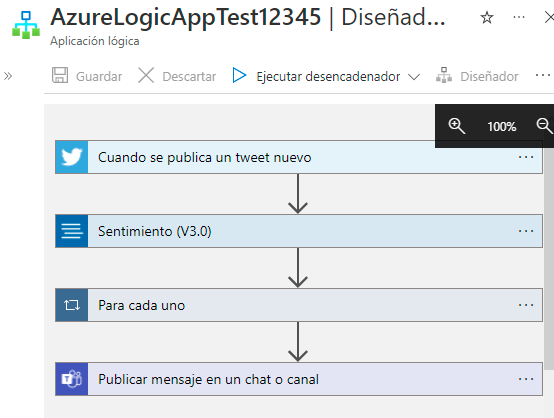 AzureLogicAppTest12345 | Diseñad...
Aplicación lógica
Guardar Descartar Ejecutar desencadenador Diseñador ...
100%
Cuando se publica un tweet nuevo
Sentimiento (V3.0)
Para cada uno
Publicar mensaje en un chat o canal